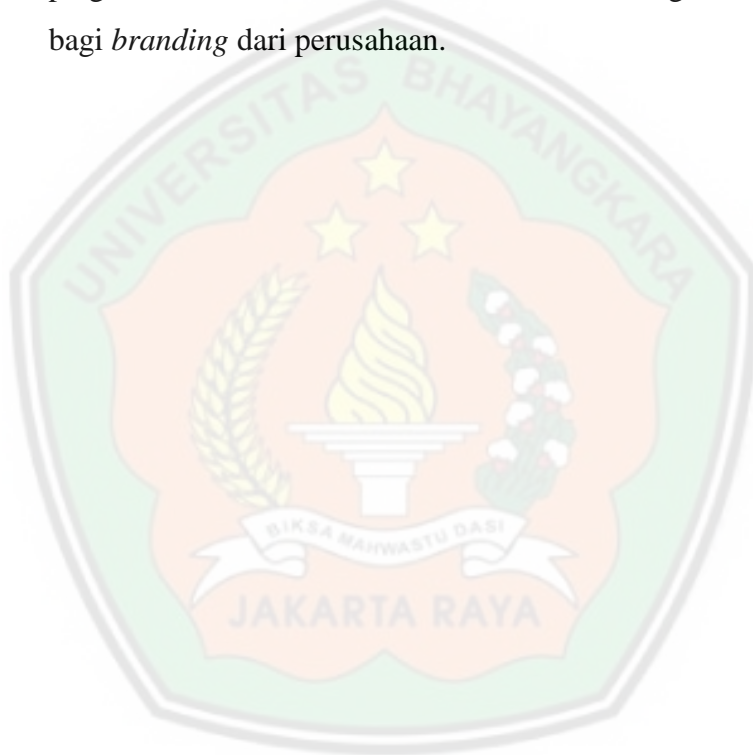 bagi branding dari perusahaan.
UNIVERSITAS BHAYANGKARA
BIKSA MAHWASTU DASI
JAKARTA RAYA